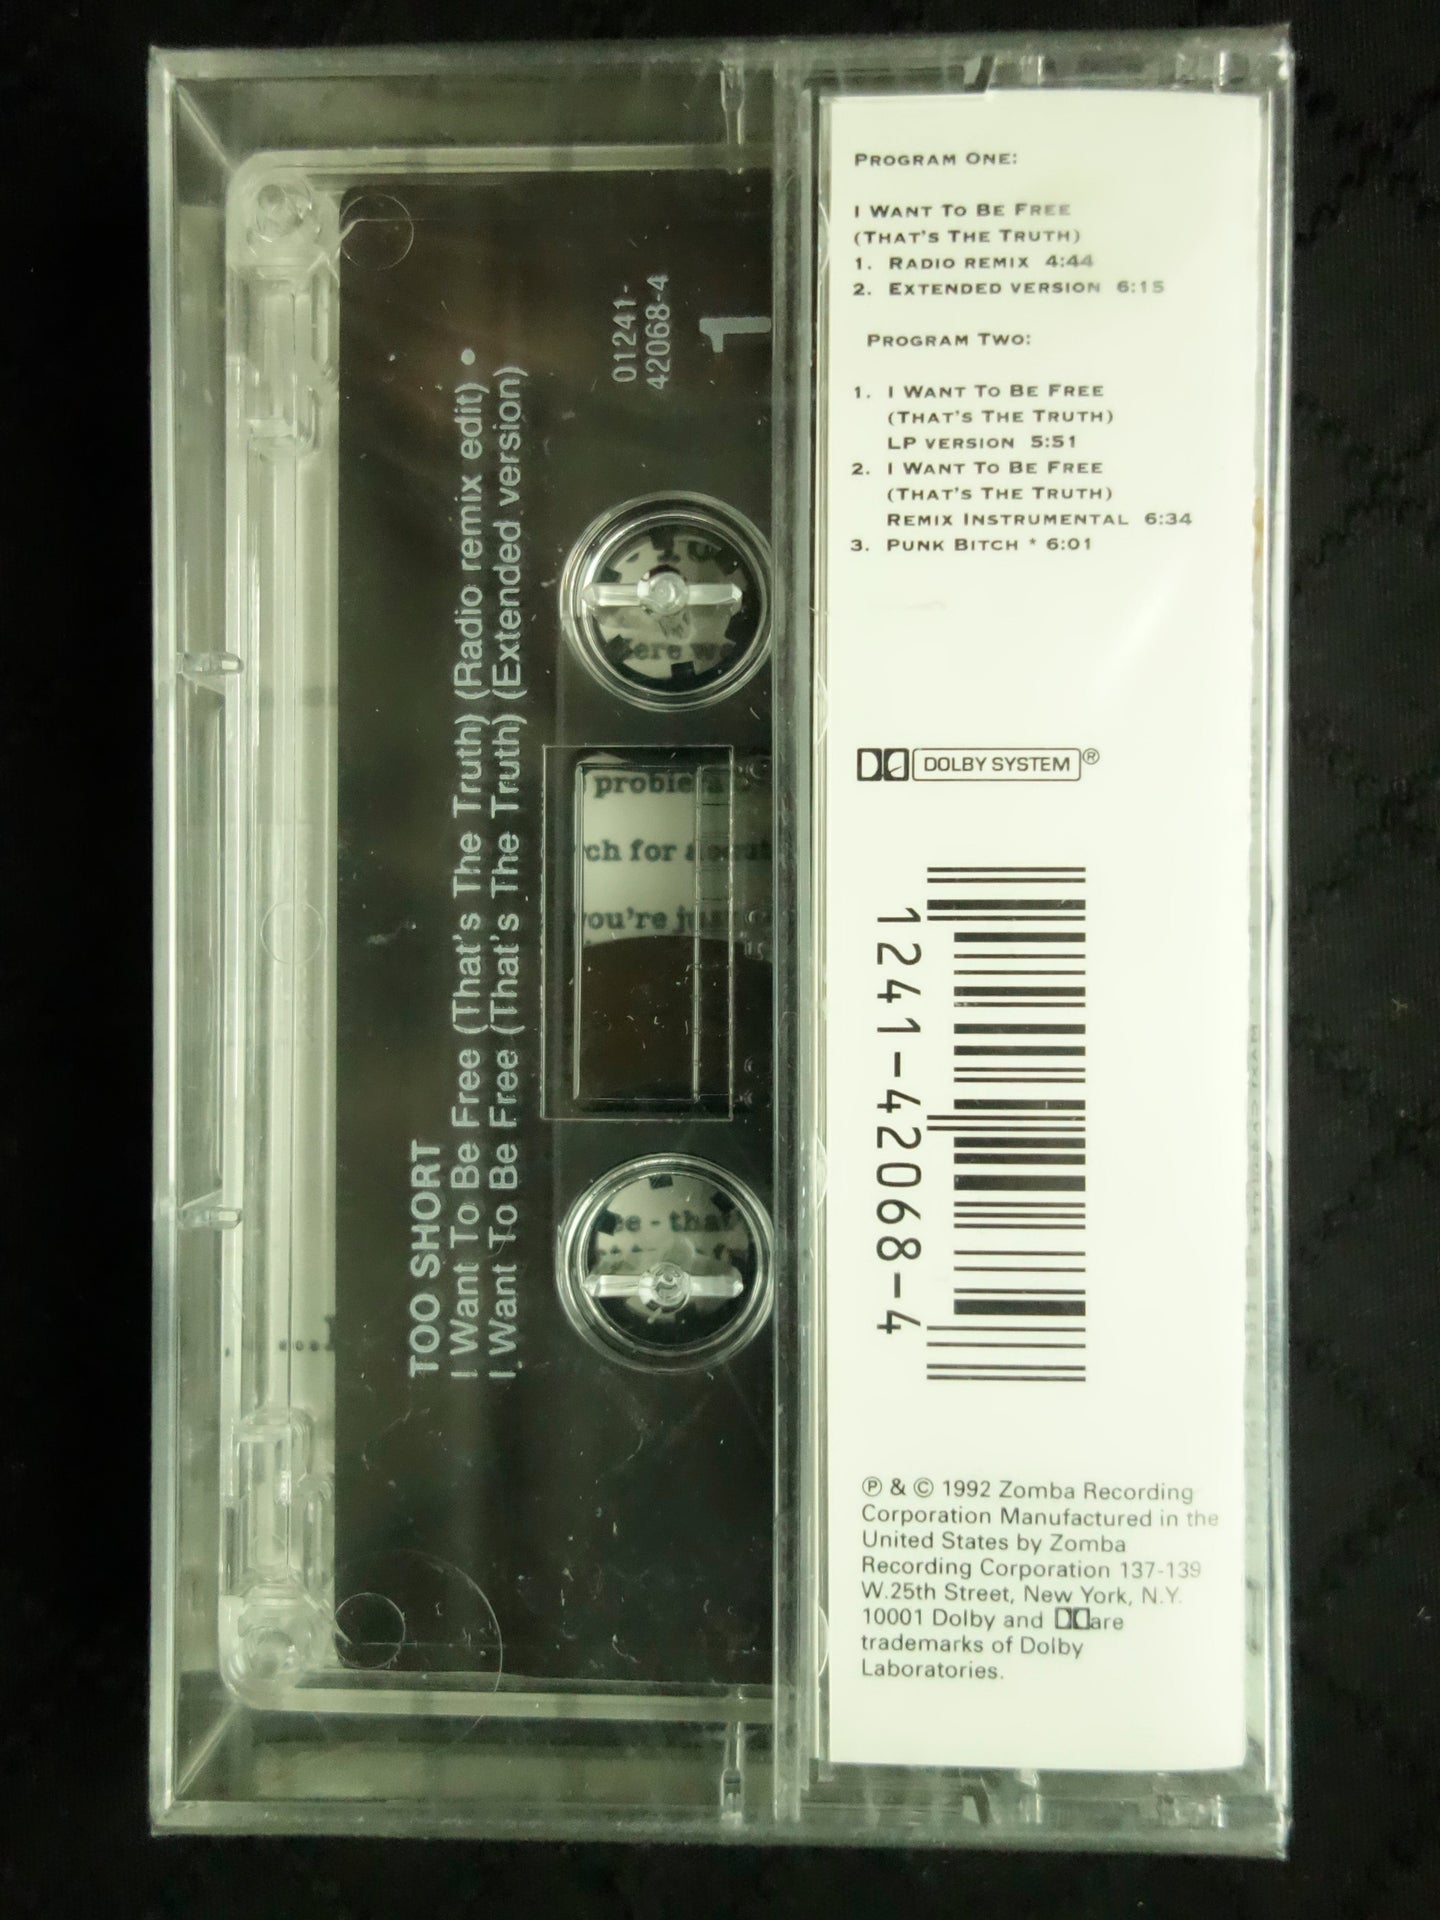 PROGRAM ONE:
I WANT TO BE FREE
(THAT'S THE TRUTH)
1. RADIO REMIX 4:44
2. EXTENDED VERSION 6:15
PROGRAM TWO:
1. I WANT TO BE FREE
(THAT'S THE TRUTH)
LP VERSION 5:51
2. I WANT TO BE FREE
(THAT'S THE TRUTH)
REMIX INSTRUMENTAL 6:34
3. PUNK BITCH * 6:01
DOLBY SYSTEM®
1241-42068-4
℗ & © 1992 Zomba Recording
Corporation Manufactured in the
United States by Zomba
Recording Corporation 137-139
W.25th Street, New York, N.Y.
10001 Dolby and are
trademarks of Dolby
Laboratories.
TOO SHORT
I Want To Be Free (That's The Truth) (Radio remix edit) •
I Want To Be Free (That's The Truth) (Extended version)
01241-
42068-4
1
for
you're